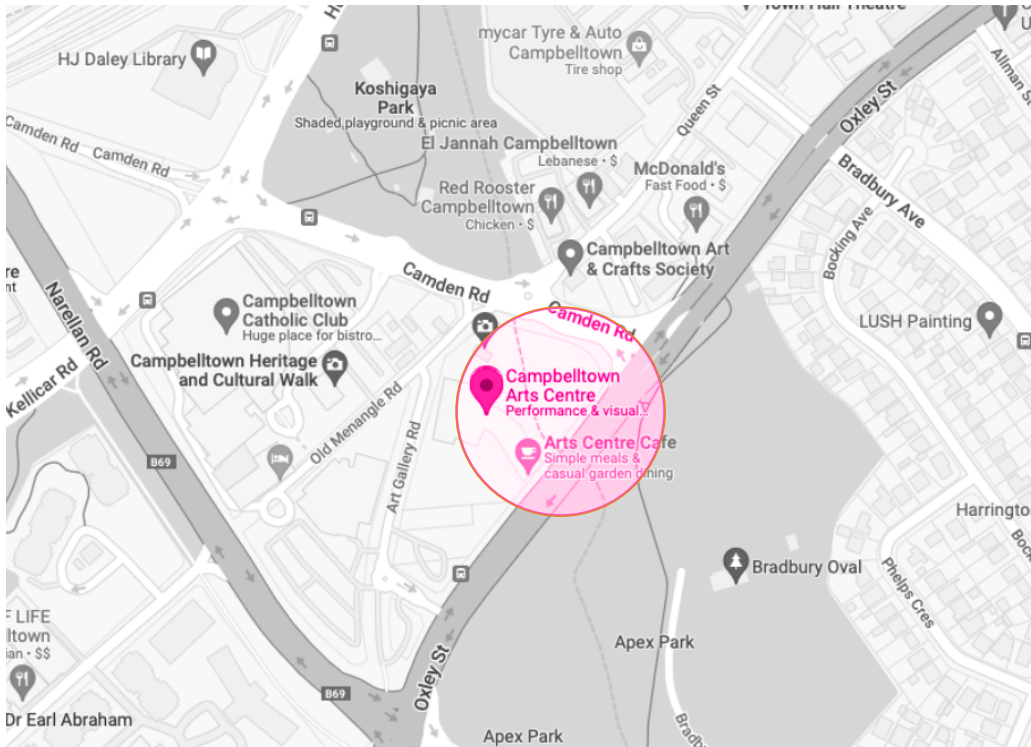 Town Hall Theatre
HJ Daley Library
mycar Tyre & Auto
Campbelltown
Tire shop
Allman S
Koshigaya
Park
Shaded playground & picnic area
Queen St
Oxley St
Camden Rd
Camden Rd
El Jannah Campbelltown
Lebanese • $
McDonald's
Fast Food • $
Red Rooster
Campbelltown
Chicken • $
Bradbury Ave
Bocking Ave
Campbelltown Art
& Crafts Society
Camden Rd
Camden Rd
Narellan Rd
Campbelltown
Catholic Club
Huge place for bistro...
LUSH Painting
Campbelltown Heritage
and Cultural Walk
Kellicar Rd
Campbelltown
Arts Centre
Performance & visual...
Old Menangle Rd
Art Gallery Rd
Arts Centre Cafe
Simple meals &
casual garden dining
B69
Harrington
Bradbury Oval
Phelps Cres
F LIFE
lltown
ian • $$
Apex Park
Oxley St
B69
Dr Earl Abraham
Apex Park